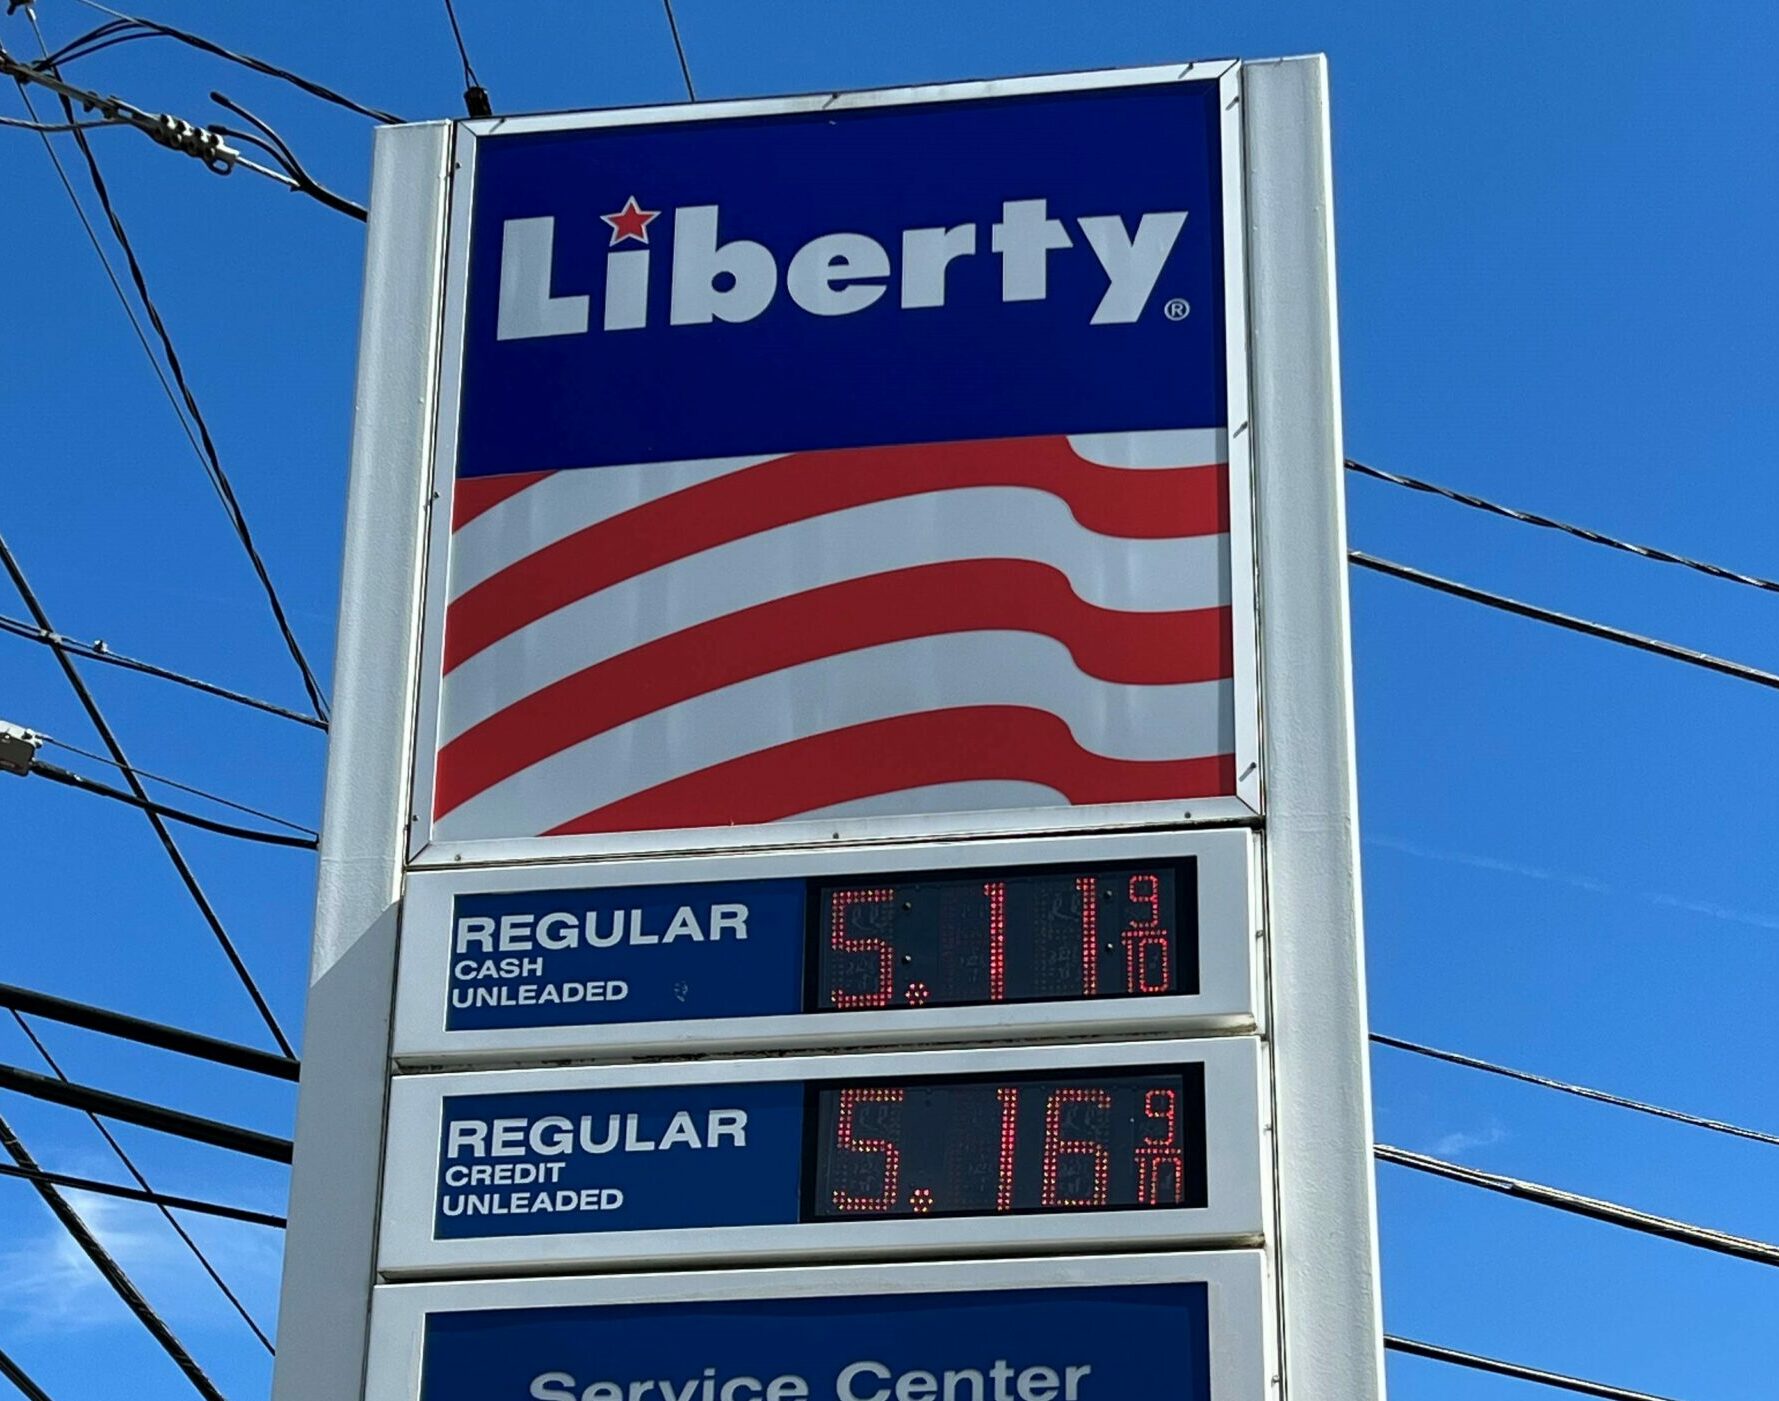 Liberty®
REGULAR
CASH
UNLEADED
5.11 9/10
REGULAR
CREDIT
UNLEADED
5.16 9/10
Service Center